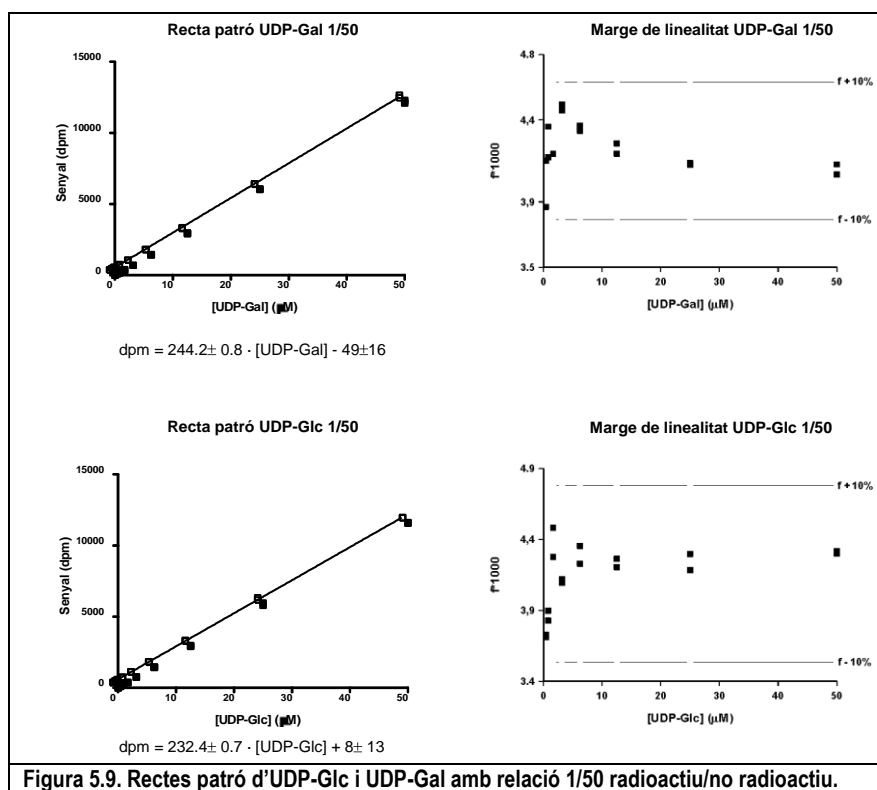 Recta patró UDP-Gal 1/50
15000
10000
5000
0
Senyal (dpm)
0 10 20 30 40 50
[UDP-Gal] (µM)
dpm = 244.2± 0.8 · [UDP-Gal] - 49±16
Marge de linealitat UDP-Gal 1/50
4.8
4,4
3,9
3.5
f*1000
f +10%
f - 10%
0 10 20 30 40 50
[UDP-Gal] (µM)
Recta patró UDP-Glc 1/50
15000
10000
5000
0
Senyal (dpm)
0 10 20 30 40 50
[UDP-Glc] (µM)
dpm = 232.4± 0.7 · [UDP-Glc] + 8± 13
Marge de linealitat UDP-Glc 1/50
4.9
4,4
3,9
3.4
f*1000
f +10%
f - 10%
0 10 20 30 40 50
[UDP-Glc] (µM)
Figura 5.9. Rectes patró d’UDP-Glc i UDP-Gal amb relació 1/50 radioactiu/no radioactiu.